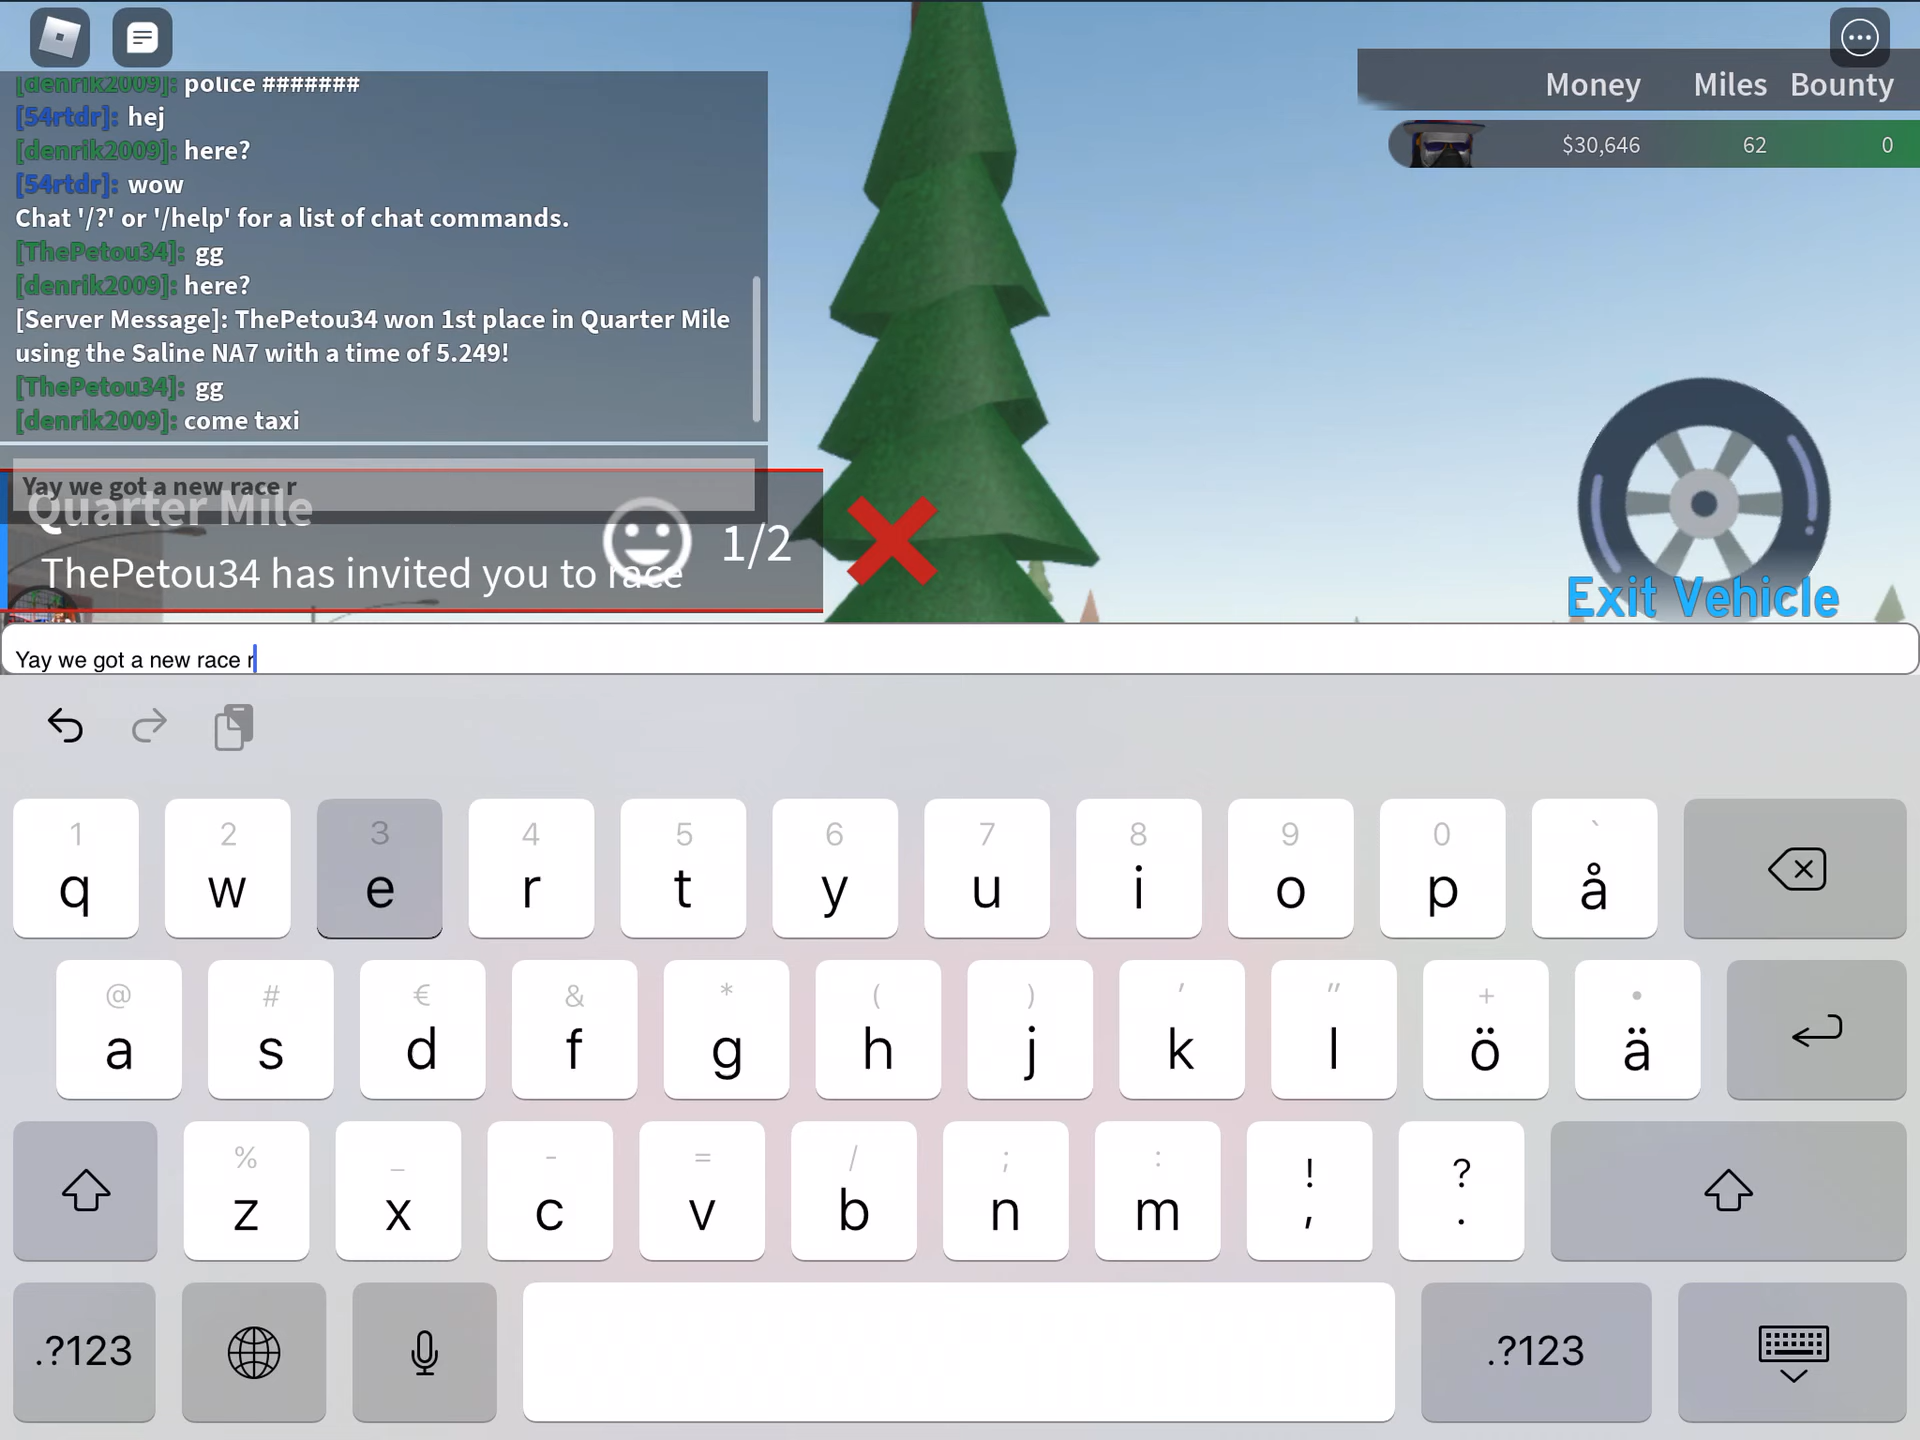 [denrik2009]: police #######
[54rtdr]: hej
[denrik2009]: here?
[54rtdr]: wow
Chat '/?' or '/help' for a list of chat commands.
[ThePetou34]: gg
[denrik2009]: here?
[Server Message]: ThePetou34 won 1st place in Quarter Mile
using the Saline NA7 with a time of 5.249!
[ThePetou34]: gg
[denrik2009]: come taxi
Money Miles Bounty
$30,646 62 0
Yay we got a new race r
Quarter Mile
ThePetou34 has invited you to race
1/2
Exit Vehicle
Yay we got a new race r
1 2 3 4 5 6 7 8 9 0 `
q w e r t y u i o p å
@ # € & * ( ) ' " + •
a s d f g h j k l ö ä
% _ - = / ; : ! ?
z x c v b n m , .
.?123 .?123